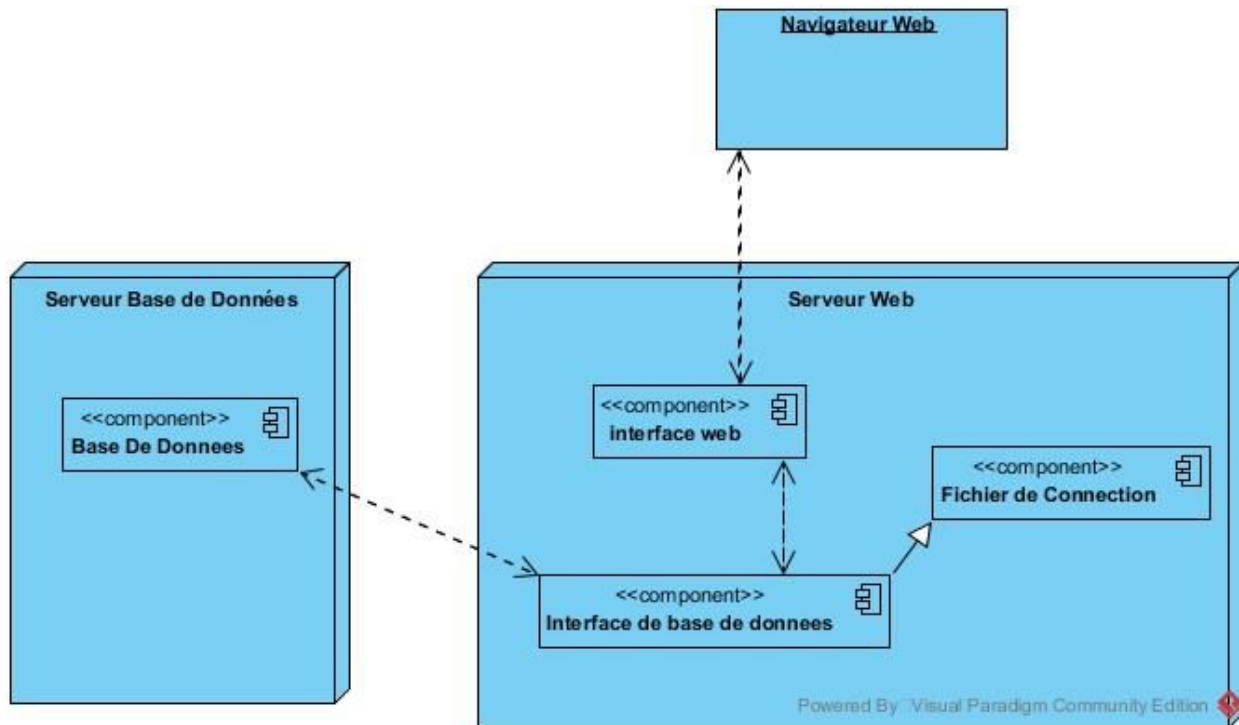 Navigateur Web
Serveur Base de Données
Serveur Web
<<component>>
Base De Donnees
<<component>>
interface web
<<component>>
Fichier de Connection
<<component>>
Interface de base de donnees
Powered By Visual Paradigm Community Edition